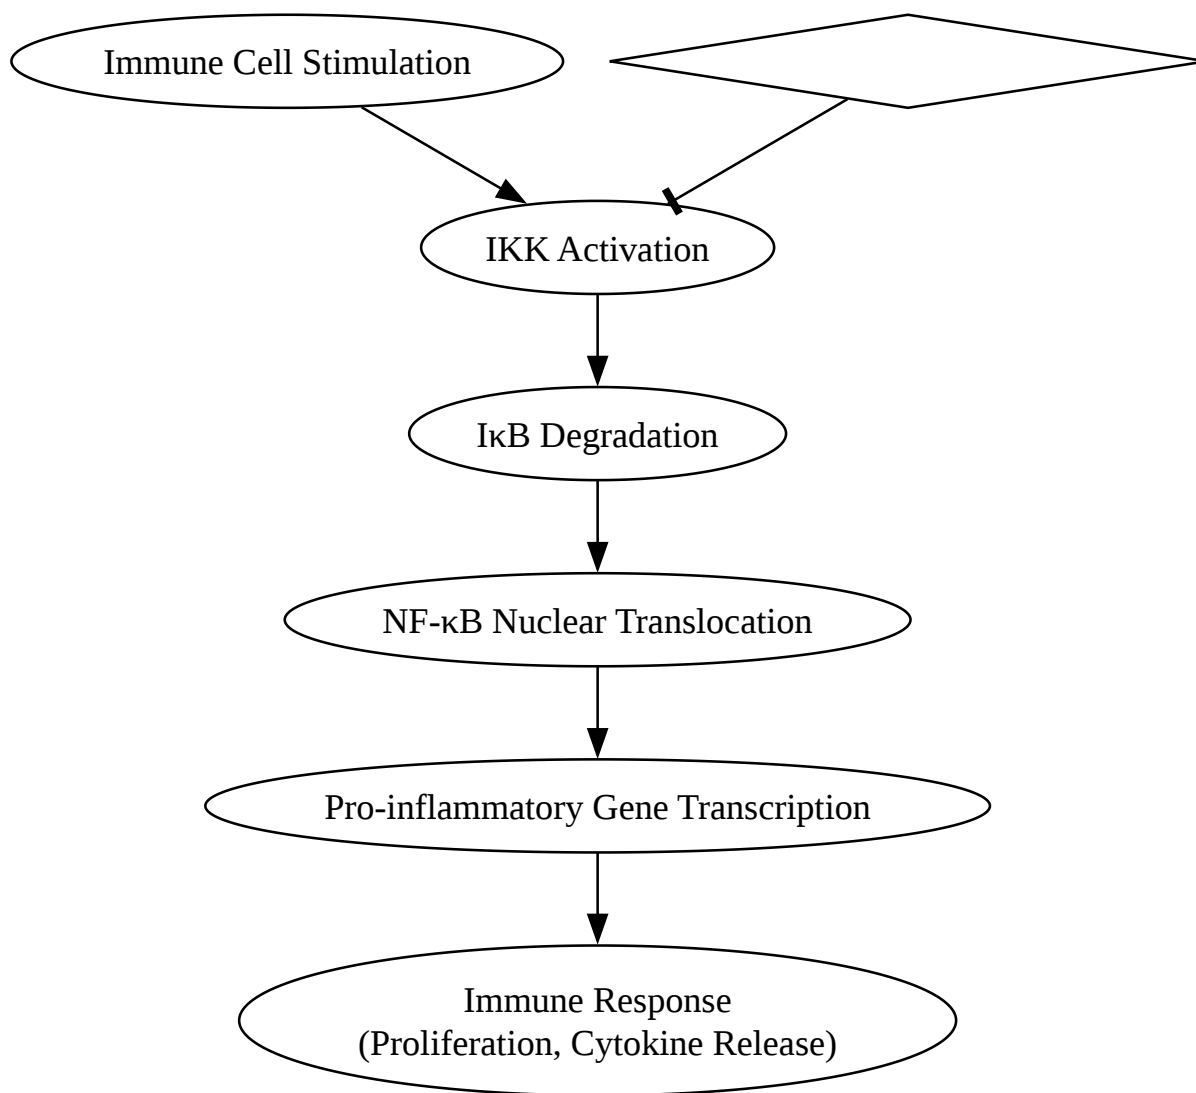 Immune Cell Stimulation
IKK Activation
IκB Degradation
NF-κB Nuclear Translocation
Pro-inflammatory Gene Transcription
Immune Response
(Proliferation, Cytokine Release)